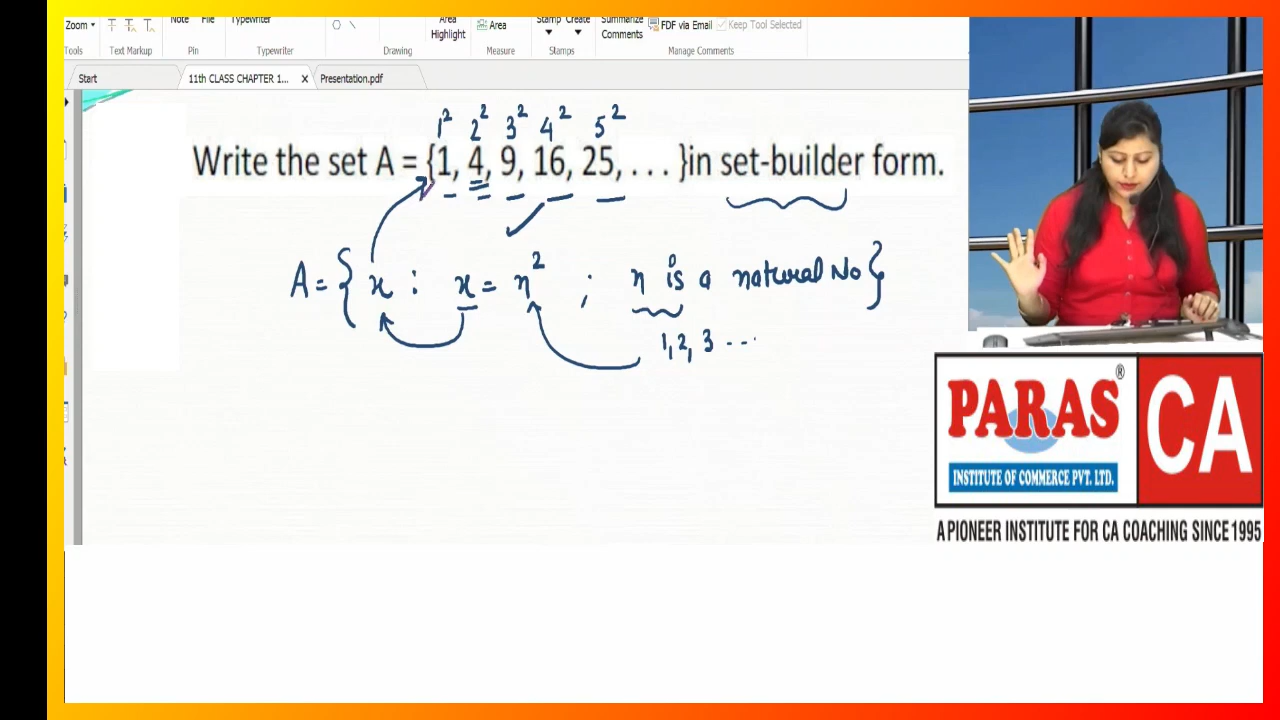 Zoom
Note File Typewriter Area Highlight Area Stamp Create Summarize Comments PDF via Email Keep Tool Selected
Tools Text Markup Pin Typewriter Drawing Measure Stamps Manage Comments
Start 11th CLASS CHAPTER 1... x Presentation.pdf
1² 2² 3² 4² 5²
Write the set A = {1, 4, 9, 16, 25, . . . }in set-builder form.
A = { x : x = n² ; n is a natural No }
1, 2, 3 ---
PARAS ®
INSTITUTE OF COMMERCE PVT. LTD.
CA
A PIONEER INSTITUTE FOR CA COACHING SINCE 1995